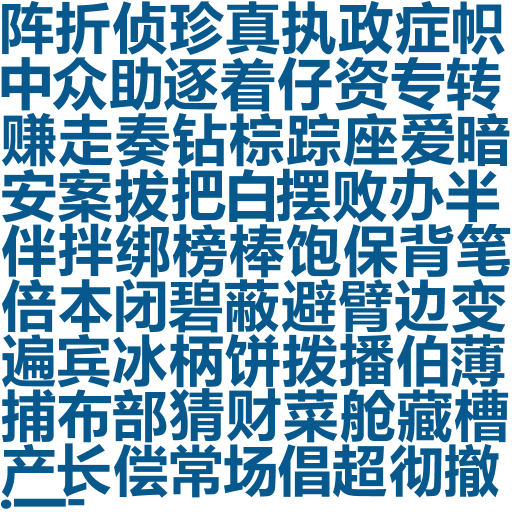 阵折侦珍真执政症帜
中众助逐着仔资专转
赚走奏钻棕踪座爱暗
安案拔把白摆败办半
伴拌绑榜棒饱保背笔
倍本闭碧蔽避臂边变
遍宾冰柄饼拨播伯薄
捕布部猜财菜舱藏槽
产长偿常场倡超彻撤